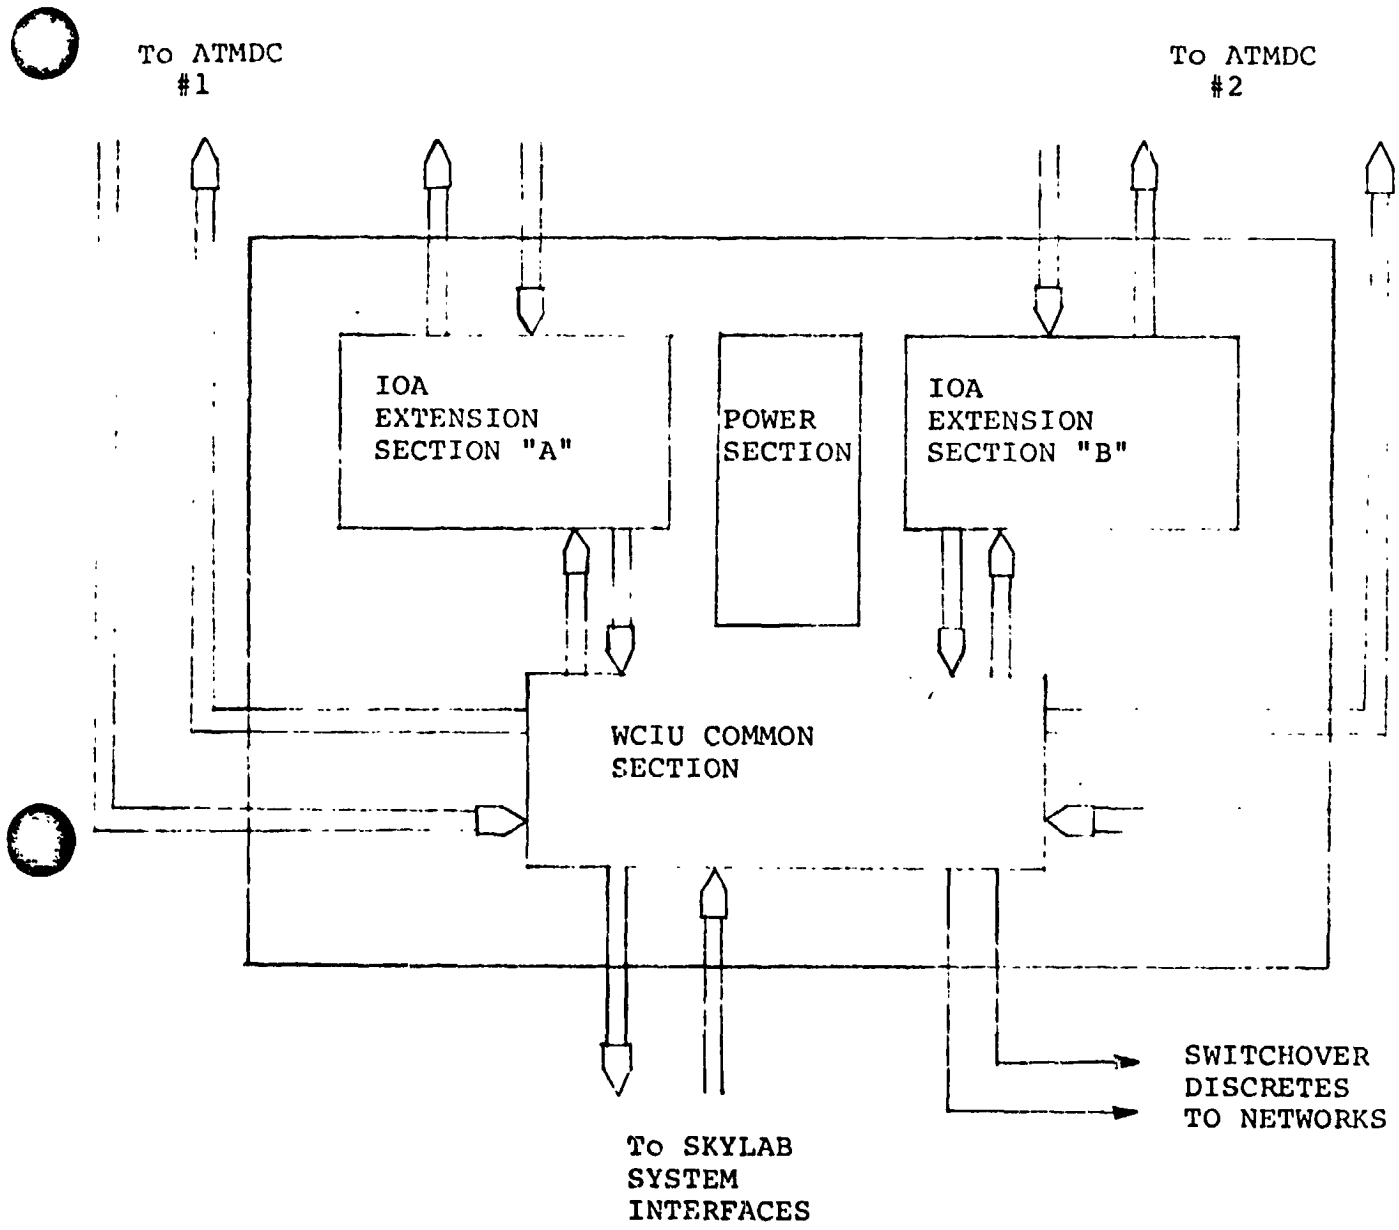 To ATMDC
#1
To ATMDC
#2
IOA
EXTENSION
SECTION "A"
POWER
SECTION
IOA
EXTENSION
SECTION "B"
WCIU COMMON
SECTION
SWITCHOVER
DISCRETES
TO NETWORKS
To SKYLAB
SYSTEM
INTERFACES